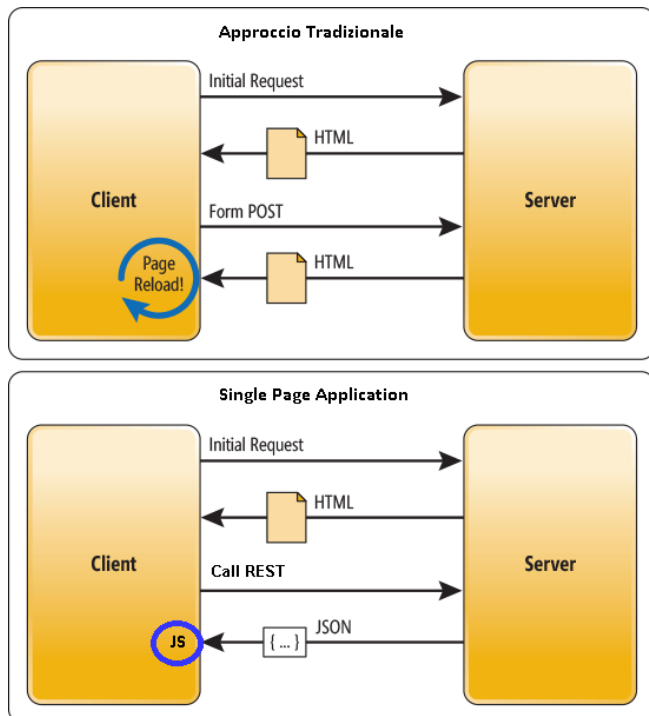 Approccio Tradizionale
Initial Request
HTML
Client
Server
Form POST
Page
Reload!
HTML
Single Page Application
Initial Request
HTML
Client
Server
Call REST
JS
{ ... }
JSON